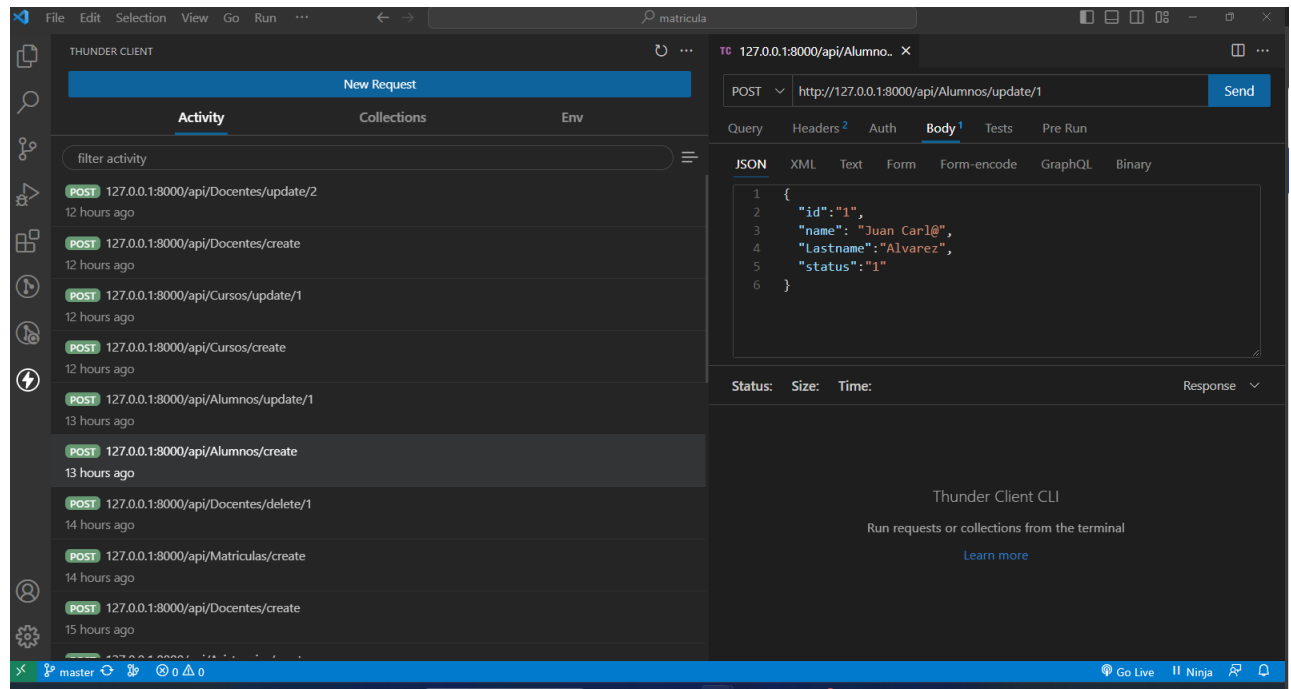 File Edit Selection View Go Run ··· ← → matricula
THUNDER CLIENT
New Request
Activity Collections Env
filter activity
POST 127.0.0.1:8000/api/Docentes/update/2
12 hours ago
POST 127.0.0.1:8000/api/Docentes/create
12 hours ago
POST 127.0.0.1:8000/api/Cursos/update/1
12 hours ago
POST 127.0.0.1:8000/api/Cursos/create
12 hours ago
POST 127.0.0.1:8000/api/Alumnos/update/1
13 hours ago
POST 127.0.0.1:8000/api/Alumnos/create
13 hours ago
POST 127.0.0.1:8000/api/Docentes/delete/1
14 hours ago
POST 127.0.0.1:8000/api/Matriculas/create
14 hours ago
POST 127.0.0.1:8000/api/Docentes/create
15 hours ago
TC 127.0.0.1:8000/api/Alumno..
POST http://127.0.0.1:8000/api/Alumnos/update/1 Send
Query Headers 2 Auth Body 1 Tests Pre Run
JSON XML Text Form Form-encode GraphQL Binary
1 {
2 "id":"1",
3 "name": "Juan Carl@",
4 "Lastname":"Alvarez",
5 "status":"1"
6 }
Status: Size: Time: Response
Thunder Client CLI
Run requests or collections from the terminal
Learn more
master 0 0 Go Live Ninja